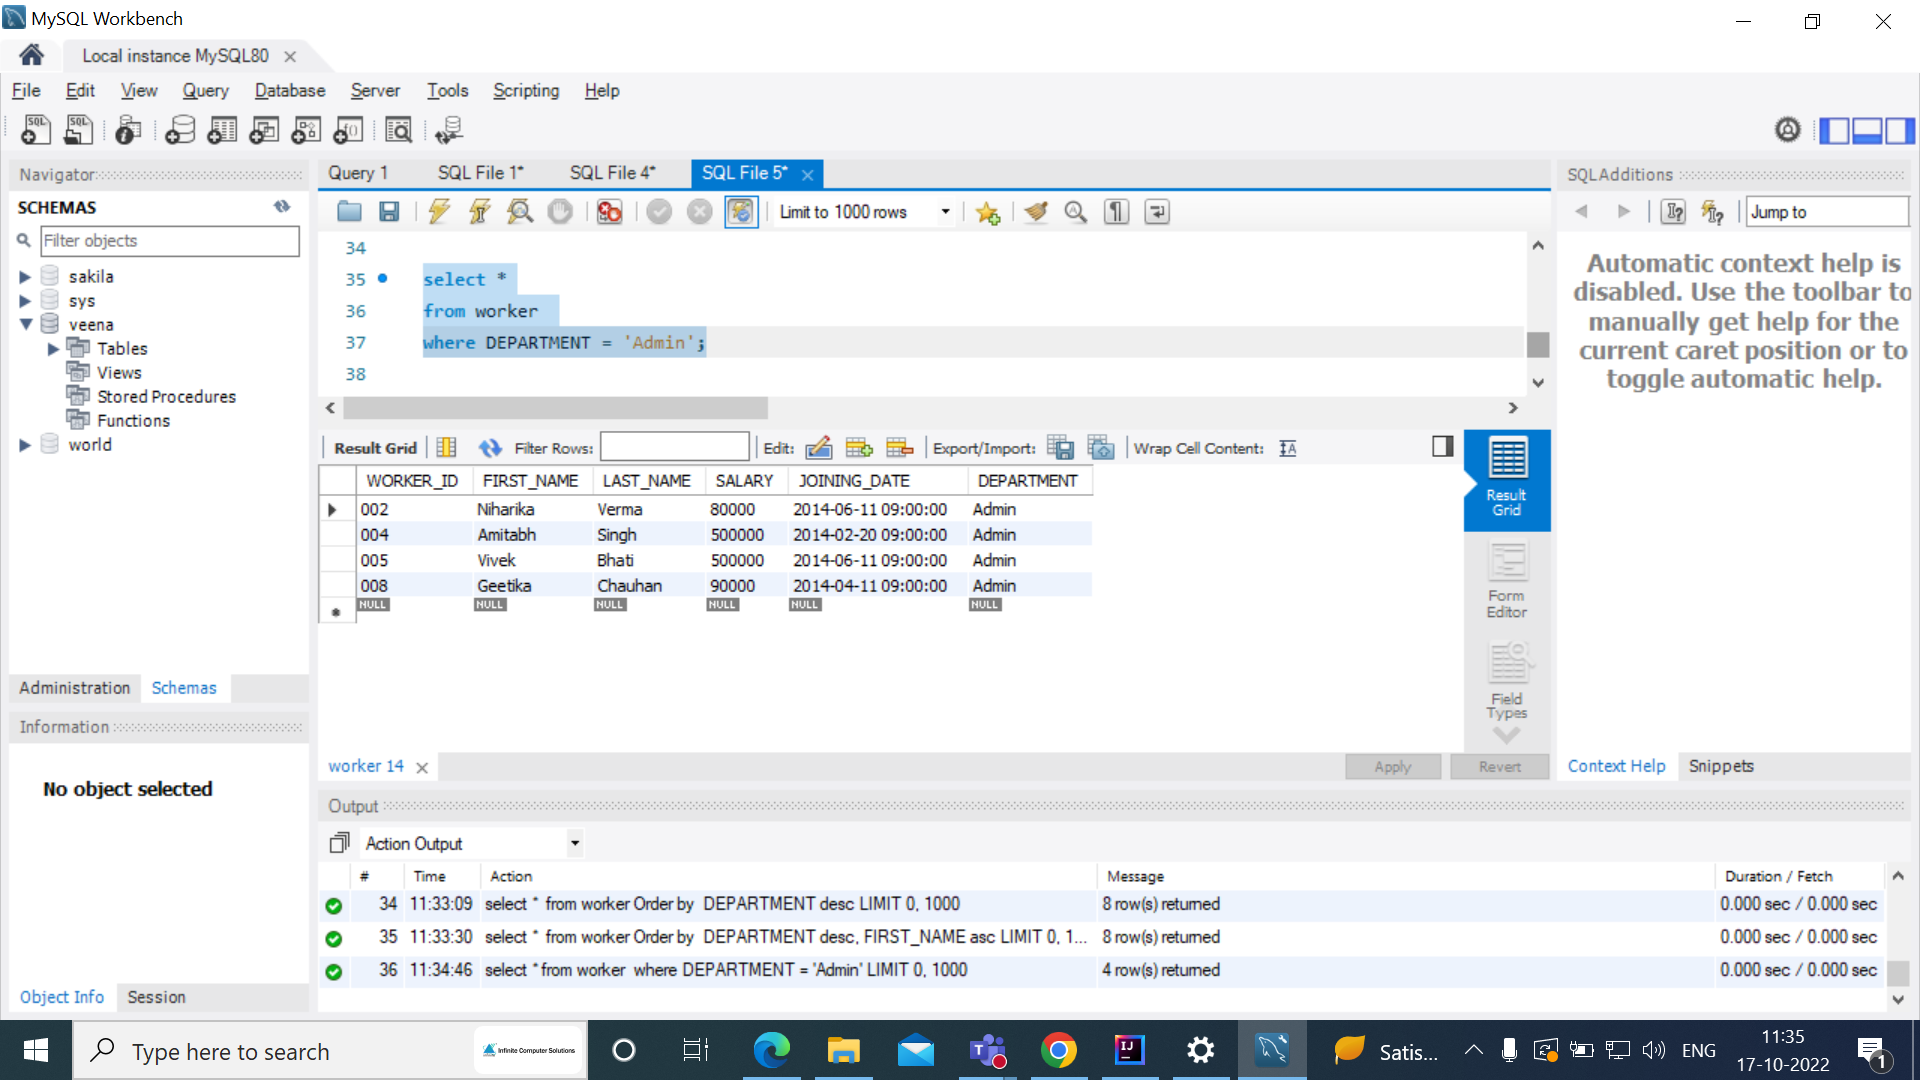 MySQL Workbench
Local instance MySQL80
File Edit View Query Database Server Tools Scripting Help
Navigator
SCHEMAS
Filter objects
sakila
sys
veena
Tables
Views
Stored Procedures
Functions
world
Administration Schemas
Information
No object selected
Object Info Session
Query 1 SQL File 1* SQL File 4* SQL File 5*
Limit to 1000 rows
34
35 select *
36 from worker
37 where DEPARTMENT = 'Admin';
38
Result Grid Filter Rows: Edit: Export/Import: Wrap Cell Content:
WORKER_ID FIRST_NAME LAST_NAME SALARY JOINING_DATE DEPARTMENT
002 Niharika Verma 80000 2014-06-11 09:00:00 Admin
004 Amitabh Singh 500000 2014-02-20 09:00:00 Admin
005 Vivek Bhati 500000 2014-06-11 09:00:00 Admin
008 Geetika Chauhan 90000 2014-04-11 09:00:00 Admin
NULL NULL NULL NULL NULL NULL
Result
Grid
Form
Editor
Field
Types
worker 14
Apply Revert
SQLAdditions
Jump to
Automatic context help is
disabled. Use the toolbar to
manually get help for the
current caret position or to
toggle automatic help.
Context Help Snippets
Output
Action Output
# Time Action Message Duration / Fetch
34 11:33:09 select * from worker Order by DEPARTMENT desc LIMIT 0, 1000 8 row(s) returned 0.000 sec / 0.000 sec
35 11:33:30 select * from worker Order by DEPARTMENT desc, FIRST_NAME asc LIMIT 0, 1... 8 row(s) returned 0.000 sec / 0.000 sec
36 11:34:46 select * from worker where DEPARTMENT = 'Admin' LIMIT 0, 1000 4 row(s) returned 0.000 sec / 0.000 sec
Type here to search
Infinite Computer Solutions
Satis...
ENG
11:35
17-10-2022
1